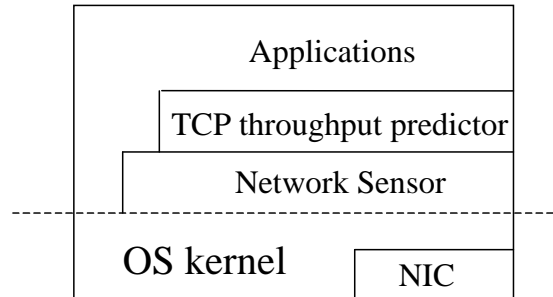 Applications
TCP throughput predictor
Network Sensor
OS kernel
NIC